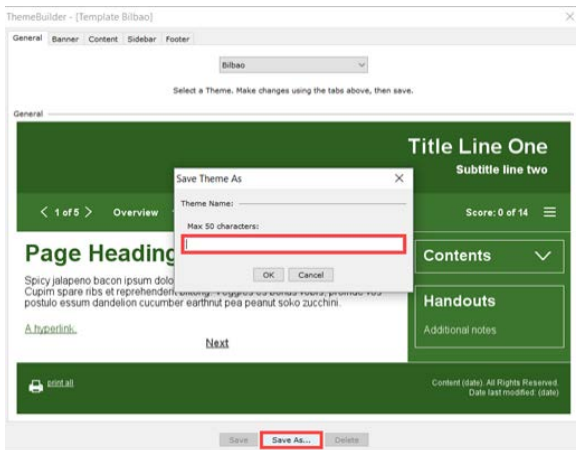 ThemeBuilder - [Template Bilbao]
General Banner Content Sidebar Footer
Bilbao
Select a Theme. Make changes using the tabs above, then save.
General
Title Line One
Subtitle line two
< 1 of 5 > Overview
Score: 0 of 14
Save Theme As
Theme Name:
Max 50 characters:
OK Cancel
Page Heading
Spicy jalapeno bacon ipsum dolo
Cupim spare ribs et reprehenderit
postulo essum dandelion cucumber earthnut pea peanut soko zucchini.
A hyperlink.
Next
Contents
Handouts
Additional notes
print all
Content (date). All Rights Reserved.
Date last modified: (date)
Save Save As... Delete